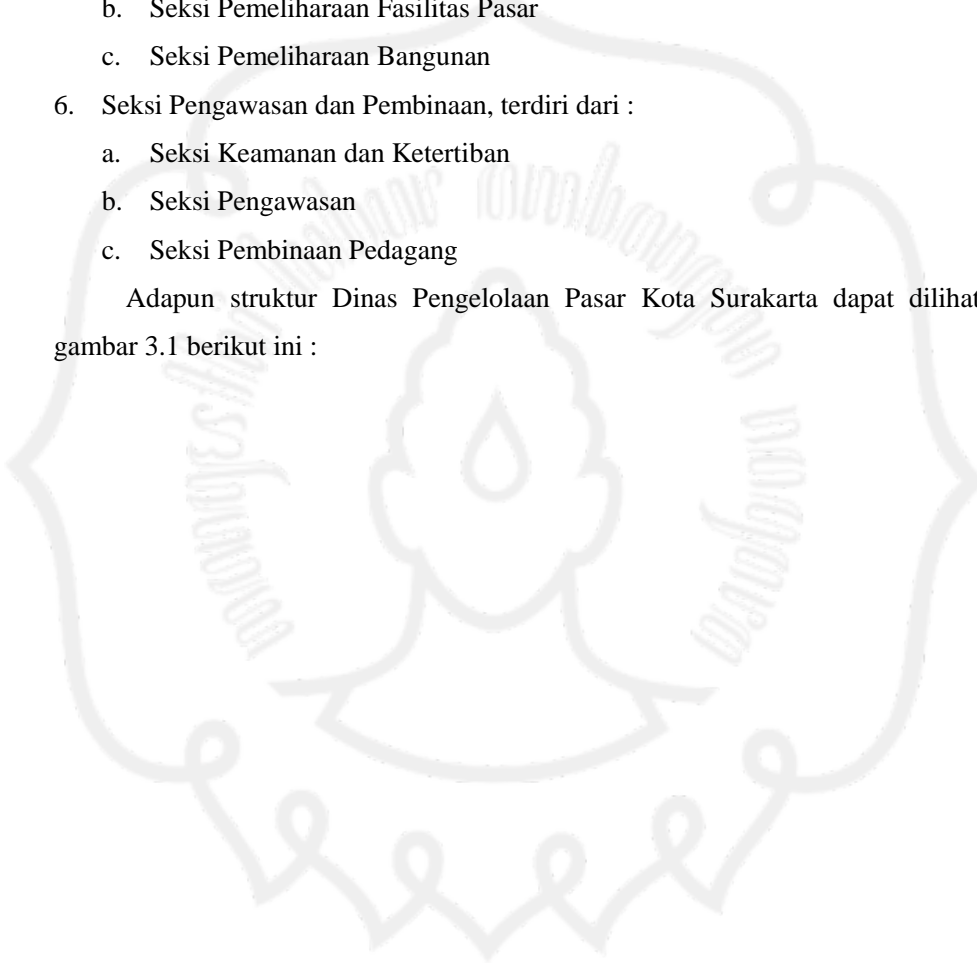 b. Seksi Pemeliharaan Fasilitas Pasar
c. Seksi Pemeliharaan Bangunan
6. Seksi Pengawasan dan Pembinaan, terdiri dari :
a. Seksi Keamanan dan Ketertiban
b. Seksi Pengawasan
c. Seksi Pembinaan Pedagang
Adapun struktur Dinas Pengelolaan Pasar Kota Surakarta dapat dilihat
gambar 3.1 berikut ini :